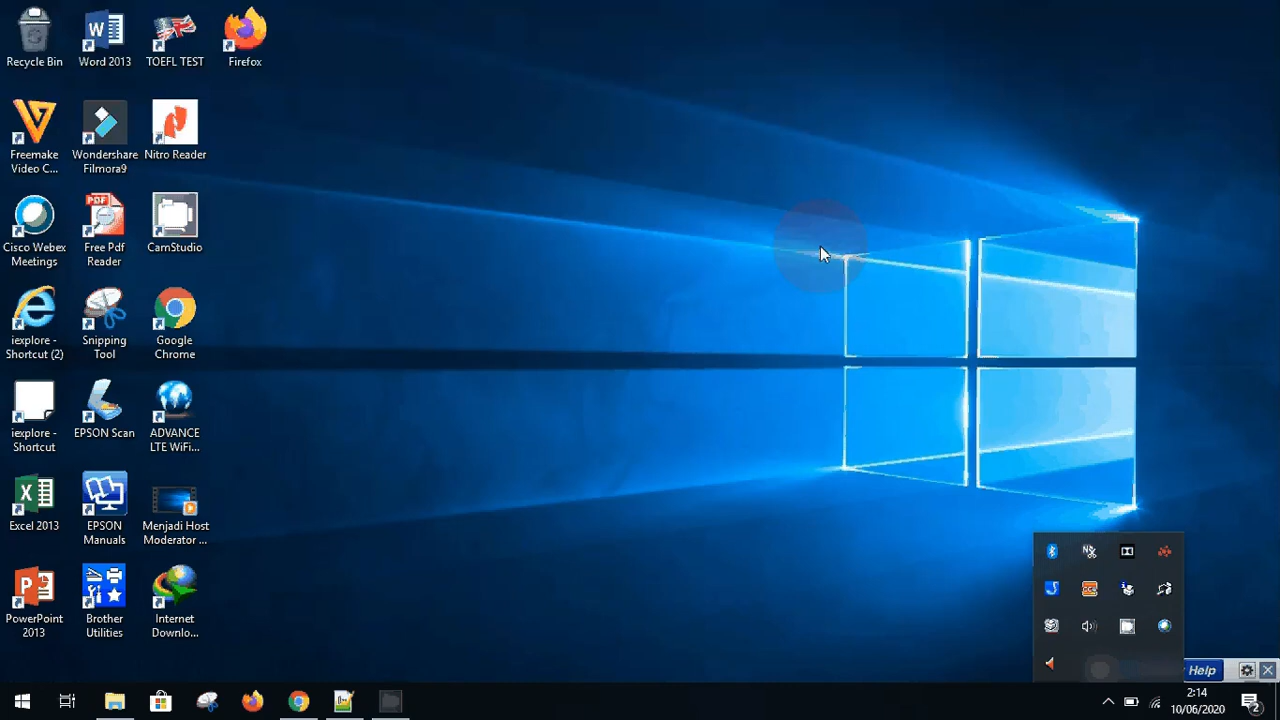 Recycle Bin
Word 2013
TOEFL TEST
Firefox
Freemake
Video C...
Wondershare
Filmora9
Nitro Reader
Cisco Webex
Meetings
Free Pdf
Reader
CamStudio
iexplore -
Shortcut (2)
Snipping
Tool
Google
Chrome
iexplore -
Shortcut
EPSON Scan
ADVANCE
LTE WiFi...
Excel 2013
EPSON
Manuals
Menjadi Host
Moderator ...
PowerPoint
2013
Brother
Utilities
Internet
Downlo...
PDF
Help
2:14
10/06/2020
2